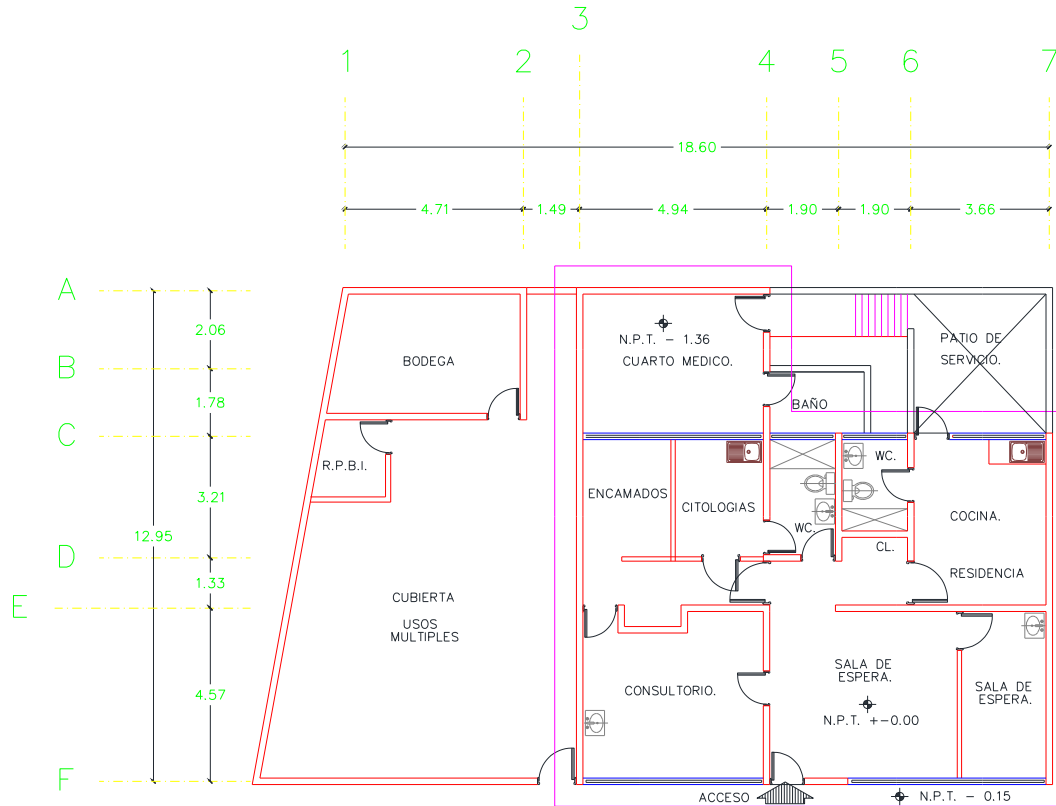 3
1 2 4 5 6 7
18.60
4.71 1.49 4.94 1.90 1.90 3.66
A
2.06
N.P.T. - 1.36
CUARTO MEDICO.
PATIO DE
SERVICIO.
B
BODEGA
1.78
BAÑO
C
R.P.B.I.
WC.
3.21
ENCAMADOS
CITOLOGIAS
COCINA.
WC.
12.95
D
CL.
1.33
RESIDENCIA
E
CUBIERTA
USOS
MULTIPLES
4.57
CONSULTORIO.
SALA DE
ESPERA.
N.P.T. +-0.00
SALA DE
ESPERA.
F
ACCESO
N.P.T. - 0.15